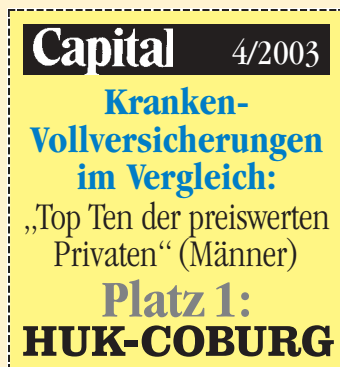 Capital 4/2003
Kranken-
Vollversicherungen
im Vergleich:
„Top Ten der preiswerten
Privaten“ (Männer)
Platz 1:
HUK-COBURG